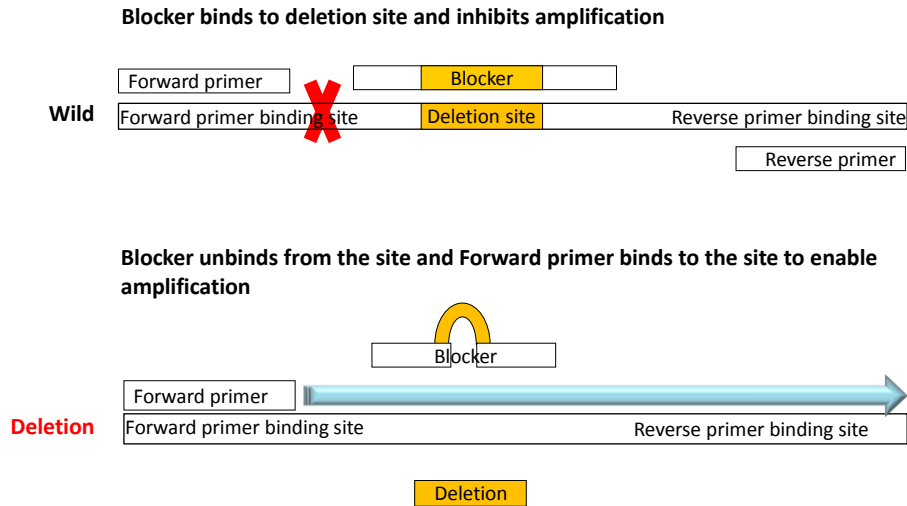 Blocker binds to deletion site and inhibits amplification
Forward primer
Blocker
Wild
Forward primer binding site
Deletion site
Reverse primer binding site
Reverse primer
Blocker unbinds from the site and Forward primer binds to the site to enable
amplification
Blocker
Forward primer
Deletion
Forward primer binding site
Reverse primer binding site
Deletion